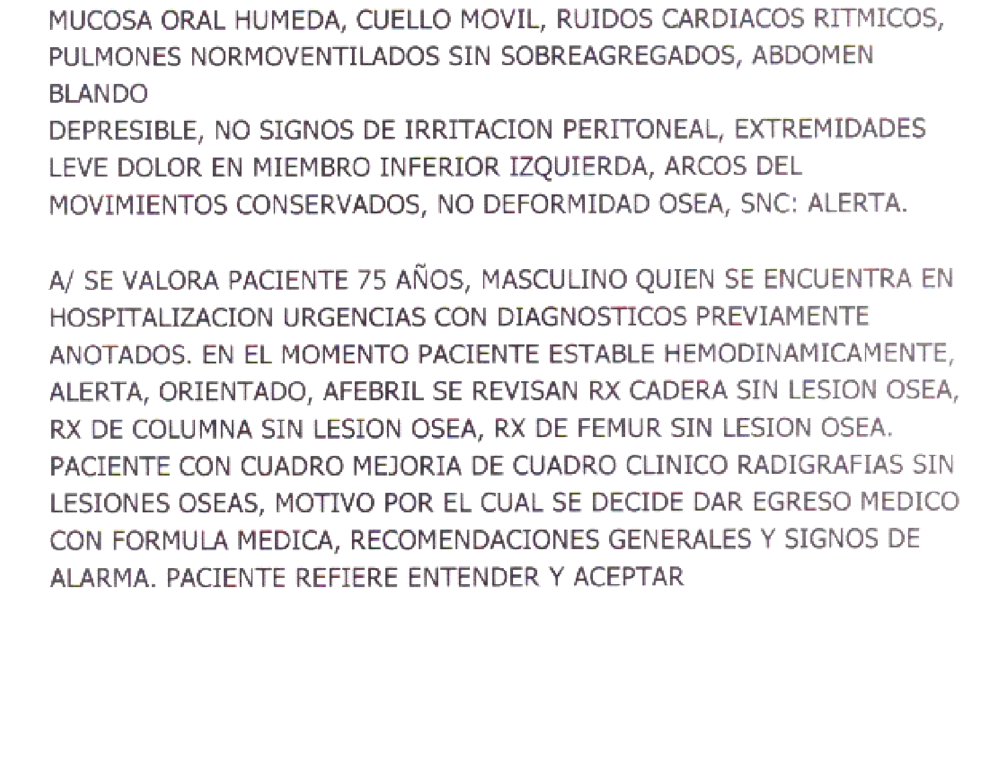 MUCOSA ORAL HUMEDA, CUELLO MOVIL, RUIDOS CARDIACOS RITMICOS,
PULMONES NORMOVENTILADOS SIN SOBREAGREGADOS, ABDOMEN
BLANDO
DEPRESIBLE, NO SIGNOS DE IRRITACION PERITONEAL, EXTREMIDADES
LEVE DOLOR EN MIEMBRO INFERIOR IZQUIERDA, ARCOS DEL
MOVIMIENTOS CONSERVADOS, NO DEFORMIDAD OSEA, SNC: ALERTA.
A/ SE VALORA PACIENTE 75 AÑOS, MASCULINO QUIEN SE ENCUENTRA EN
HOSPITALIZACION URGENCIAS CON DIAGNOSTICOS PREVIAMENTE
ANOTADOS. EN EL MOMENTO PACIENTE ESTABLE HEMODINAMICAMENTE,
ALERTA, ORIENTADO, AFEBRIL SE REVISAN RX CADERA SIN LESION OSEA,
RX DE COLUMNA SIN LESION OSEA, RX DE FEMUR SIN LESION OSEA.
PACIENTE CON CUADRO MEJORIA DE CUADRO CLINICO RADIGRAFIAS SIN
LESIONES OSEAS, MOTIVO POR EL CUAL SE DECIDE DAR EGRESO MEDICO
CON FORMULA MEDICA, RECOMENDACIONES GENERALES Y SIGNOS DE
ALARMA. PACIENTE REFIERE ENTENDER Y ACEPTAR